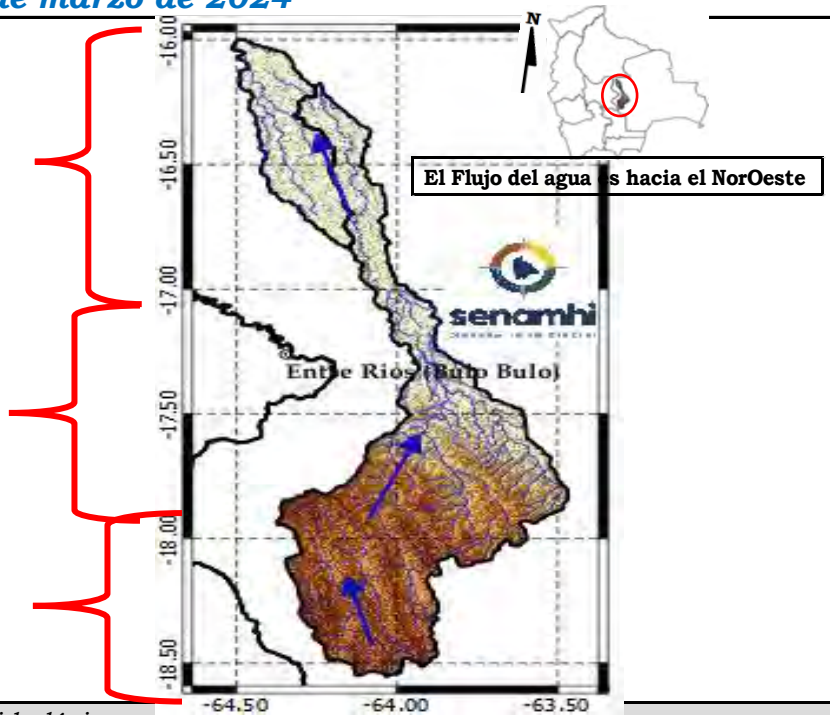 de marzo de 2024
N
El Flujo del agua es hacia el NorOeste
senamhi
Entre Rios (Bulo Bulo)
-16.00
-16.50
-17.00
-17.50
-18.00
-18.50
-64.50 -64.00 -63.50